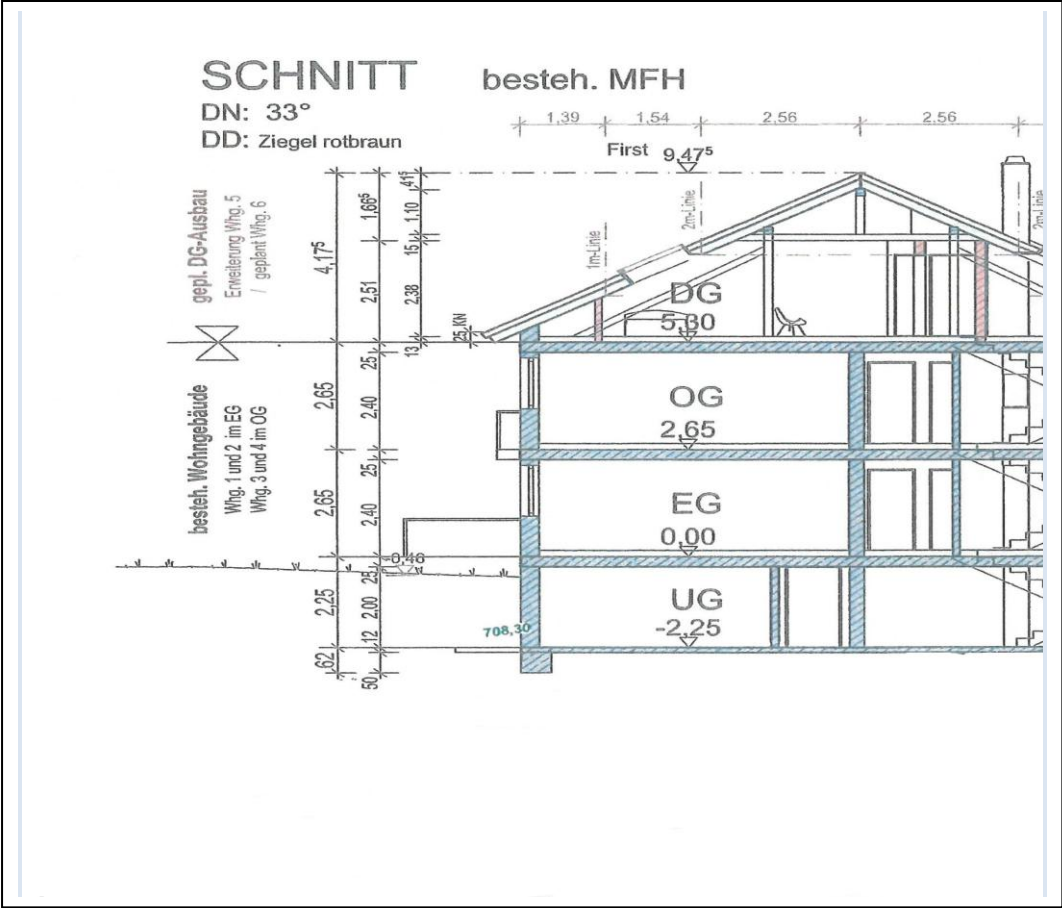 SCHNITT besteh. MFH
DN: 33°
DD: Ziegel rotbraun
1,39 1,54 2,56 2,56
First 9,47⁵
gepl. DG-Ausbau
Erweiterung Whg. 5
/ geplant Whg. 6
besteh. Wohngebäude
Whg. 1 und 2 im EG
Whg. 3 und 4 im OG
4,17⁵
2,65
2,65
2,25
62
1,66⁵
2,51
25
2,40
25
2,40
25
2,00
12
50
41⁵
1,10
15
2,38
13
25, KN
1m-Linie
2m-Linie
2m-Linie
DG
5,30
OG
2,65
EG
0,00
-0,46
UG
-2,25
708,30